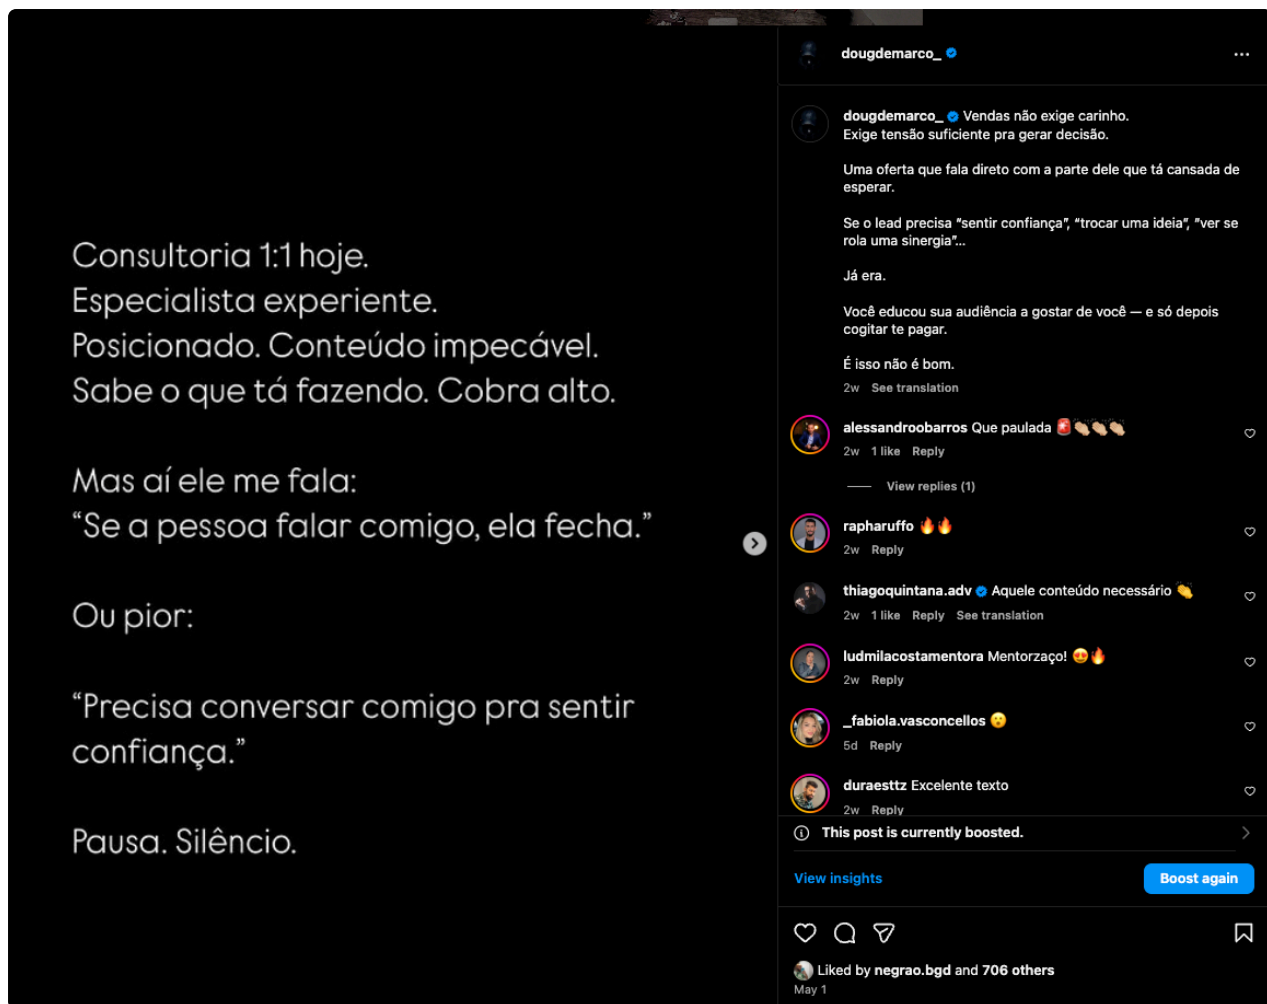 Consultoria 1:1 hoje.
Especialista experiente.
Posicionado. Conteúdo impecável.
Sabe o que tá fazendo. Cobra alto.
Mas aí ele me fala:
“Se a pessoa falar comigo, ela fecha.”
Ou pior:
“Precisa conversar comigo pra sentir
confiança.”
Pausa. Silêncio.
dougdemarco_
dougdemarco_ Vendas não exige carinho.
Exige tensão suficiente pra gerar decisão.
Uma oferta que fala direto com a parte dele que tá cansada de
esperar.
Se o lead precisa “sentir confiança”, “trocar uma ideia”, “ver se
rola uma sinergia”...
Já era.
Você educou sua audiência a gostar de você — e só depois
cogitar te pagar.
É isso não é bom.
2w See translation
alessandroobarros Que paulada 🚨👏🏼👏🏼👏🏼
2w 1 like Reply
View replies (1)
rapharuffo 🔥🔥
2w Reply
thiagoquintana.adv Aquele conteúdo necessário 👏
2w 1 like Reply See translation
ludmilacostamentora Mentorzaço! 😍🔥
2w Reply
_fabiola.vasconcellos 😮
5d Reply
duraesttz Excelente texto
2w Reply
This post is currently boosted.
View insights
Boost again
Liked by negrao.bgd and 706 others
May 1